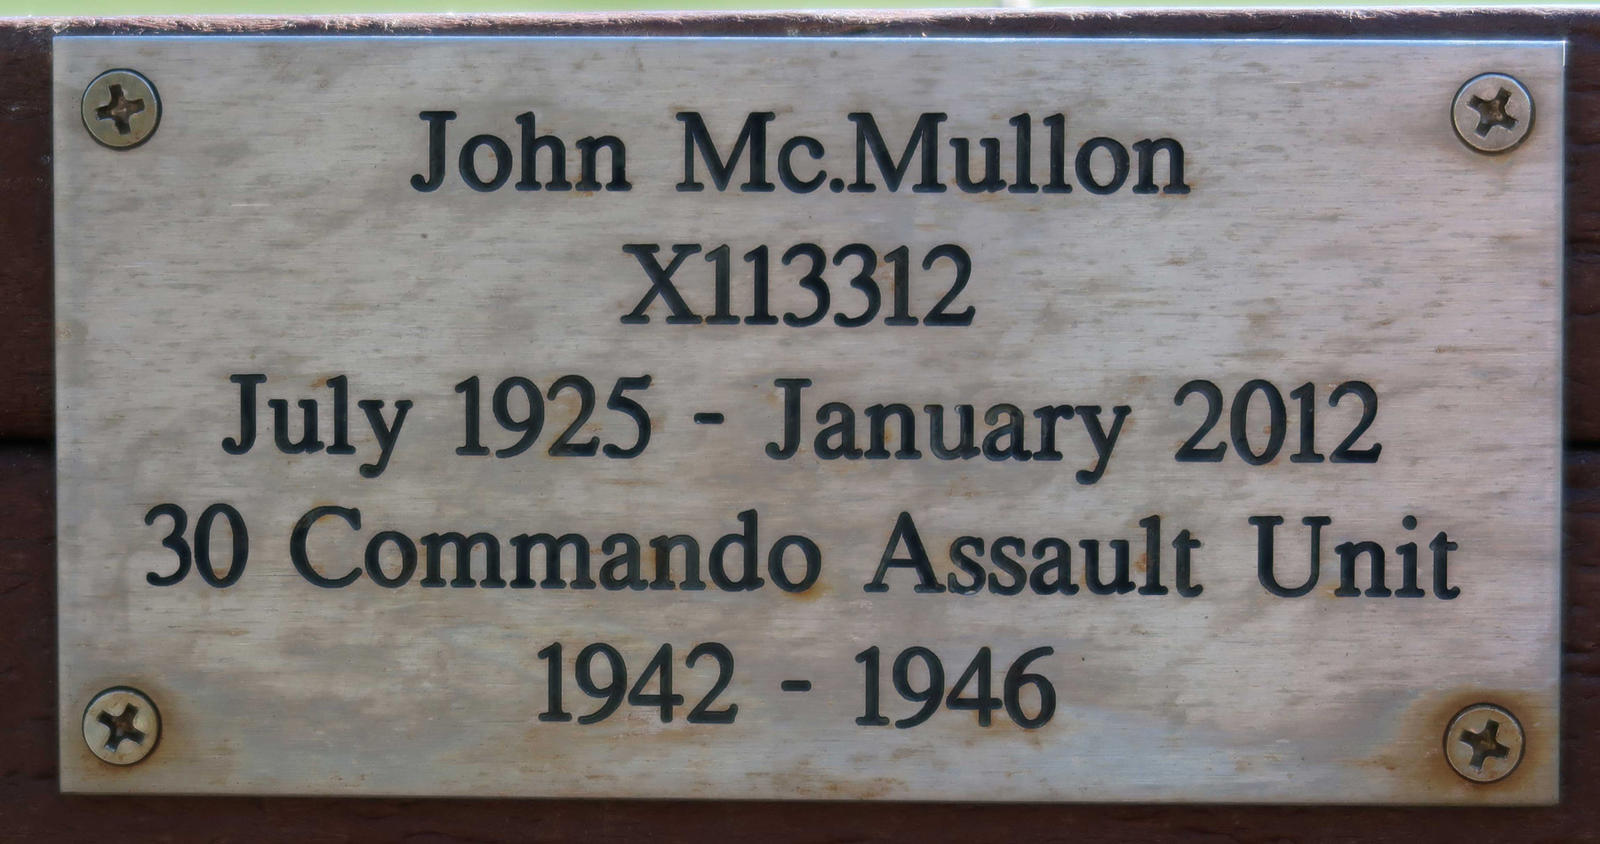 John Mc.Mullon
X113312
July 1925 - January 2012
30 Commando Assault Unit
1942 - 1946